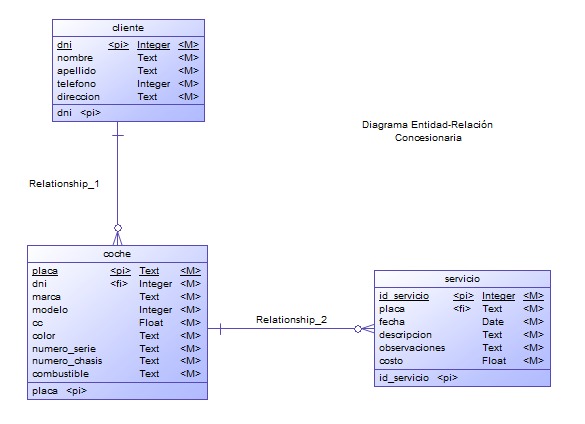 cliente
dni <pi> Integer <M>
nombre Text <M>
apellido Text <M>
telefono Integer <M>
direccion Text <M>
dni <pi>
Diagrama Entidad-Relación
Concesionaria
Relationship_1
coche
placa <pi> Text <M>
dni <fi> Integer <M>
marca Text <M>
modelo Integer <M>
cc Float <M>
color Text <M>
numero_serie Text <M>
numero_chasis Text <M>
combustible Text <M>
placa <pi>
Relationship_2
servicio
id_servicio <pi> Integer <M>
placa <fi> Text <M>
fecha Date <M>
descripcion Text <M>
observaciones Text <M>
costo Float <M>
id_servicio <pi>